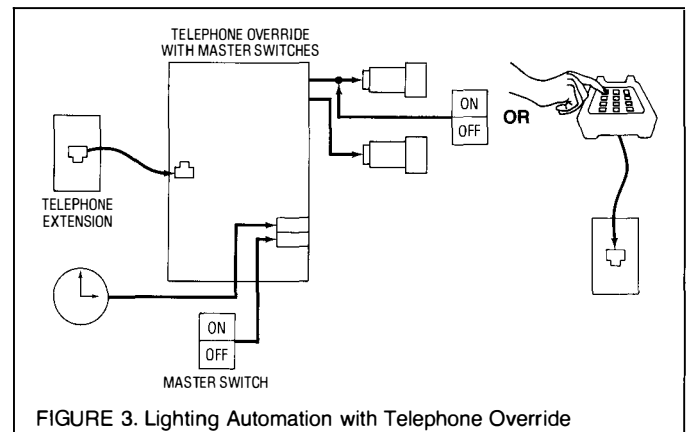 TELEPHONE OVERRIDE
WITH MASTER SWITCHES
ON
OFF
OR
TELEPHONE
EXTENSION
ON
OFF
MASTER SWITCH
FIGURE 3. Lighting Automation with Telephone Override